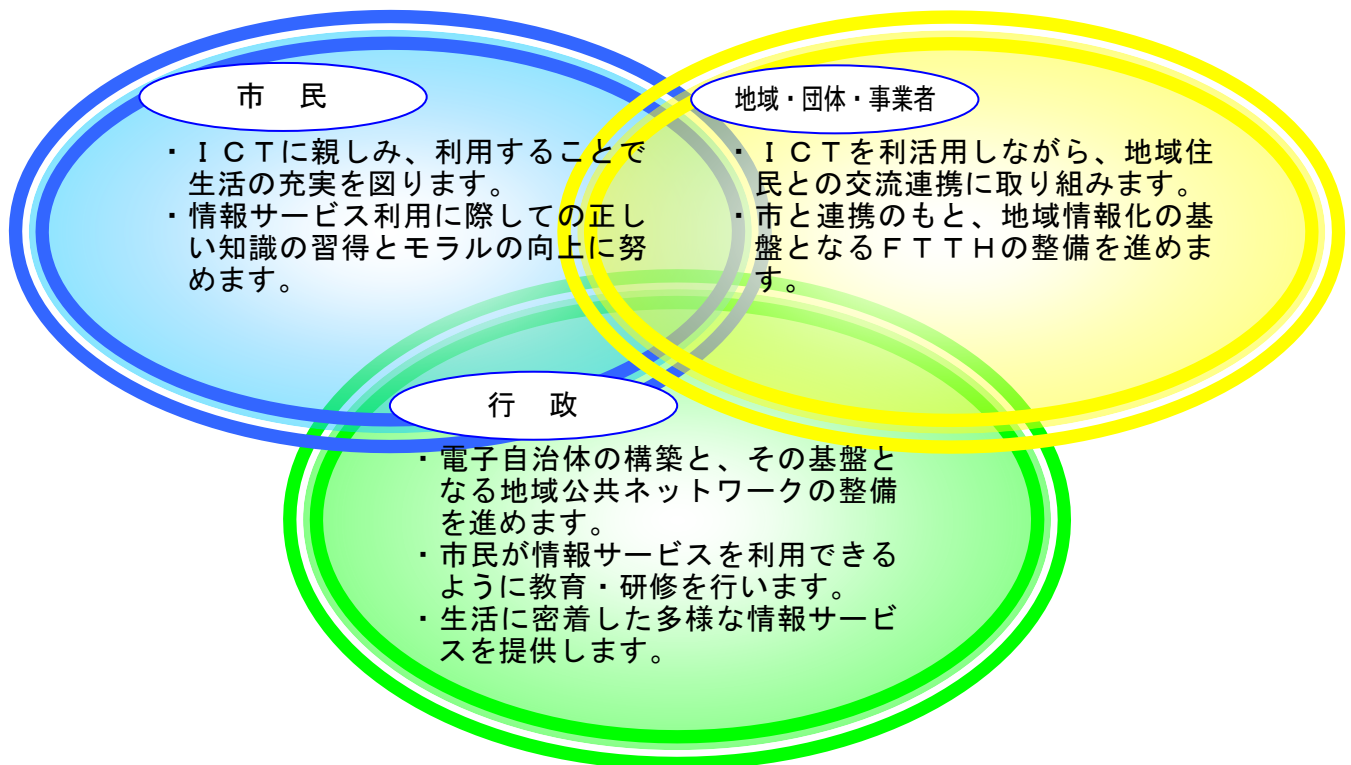 市　民
・ＩＣＴに親しみ、利用することで
生活の充実を図ります。
・情報サービス利用に際しての正し
い知識の習得とモラルの向上に努
めます。
地域・団体・事業者
・ＩＣＴを利活用しながら、地域住
民との交流連携に取り組みます。
・市と連携のもと、地域情報化の基
盤となるＦＴＴＨの整備を進めま
す。
行　政
・電子自治体の構築と、その基盤と
なる地域公共ネットワークの整備
を進めます。
・市民が情報サービスを利用できる
ように教育・研修を行います。
・生活に密着した多様な情報サービ
スを提供します。